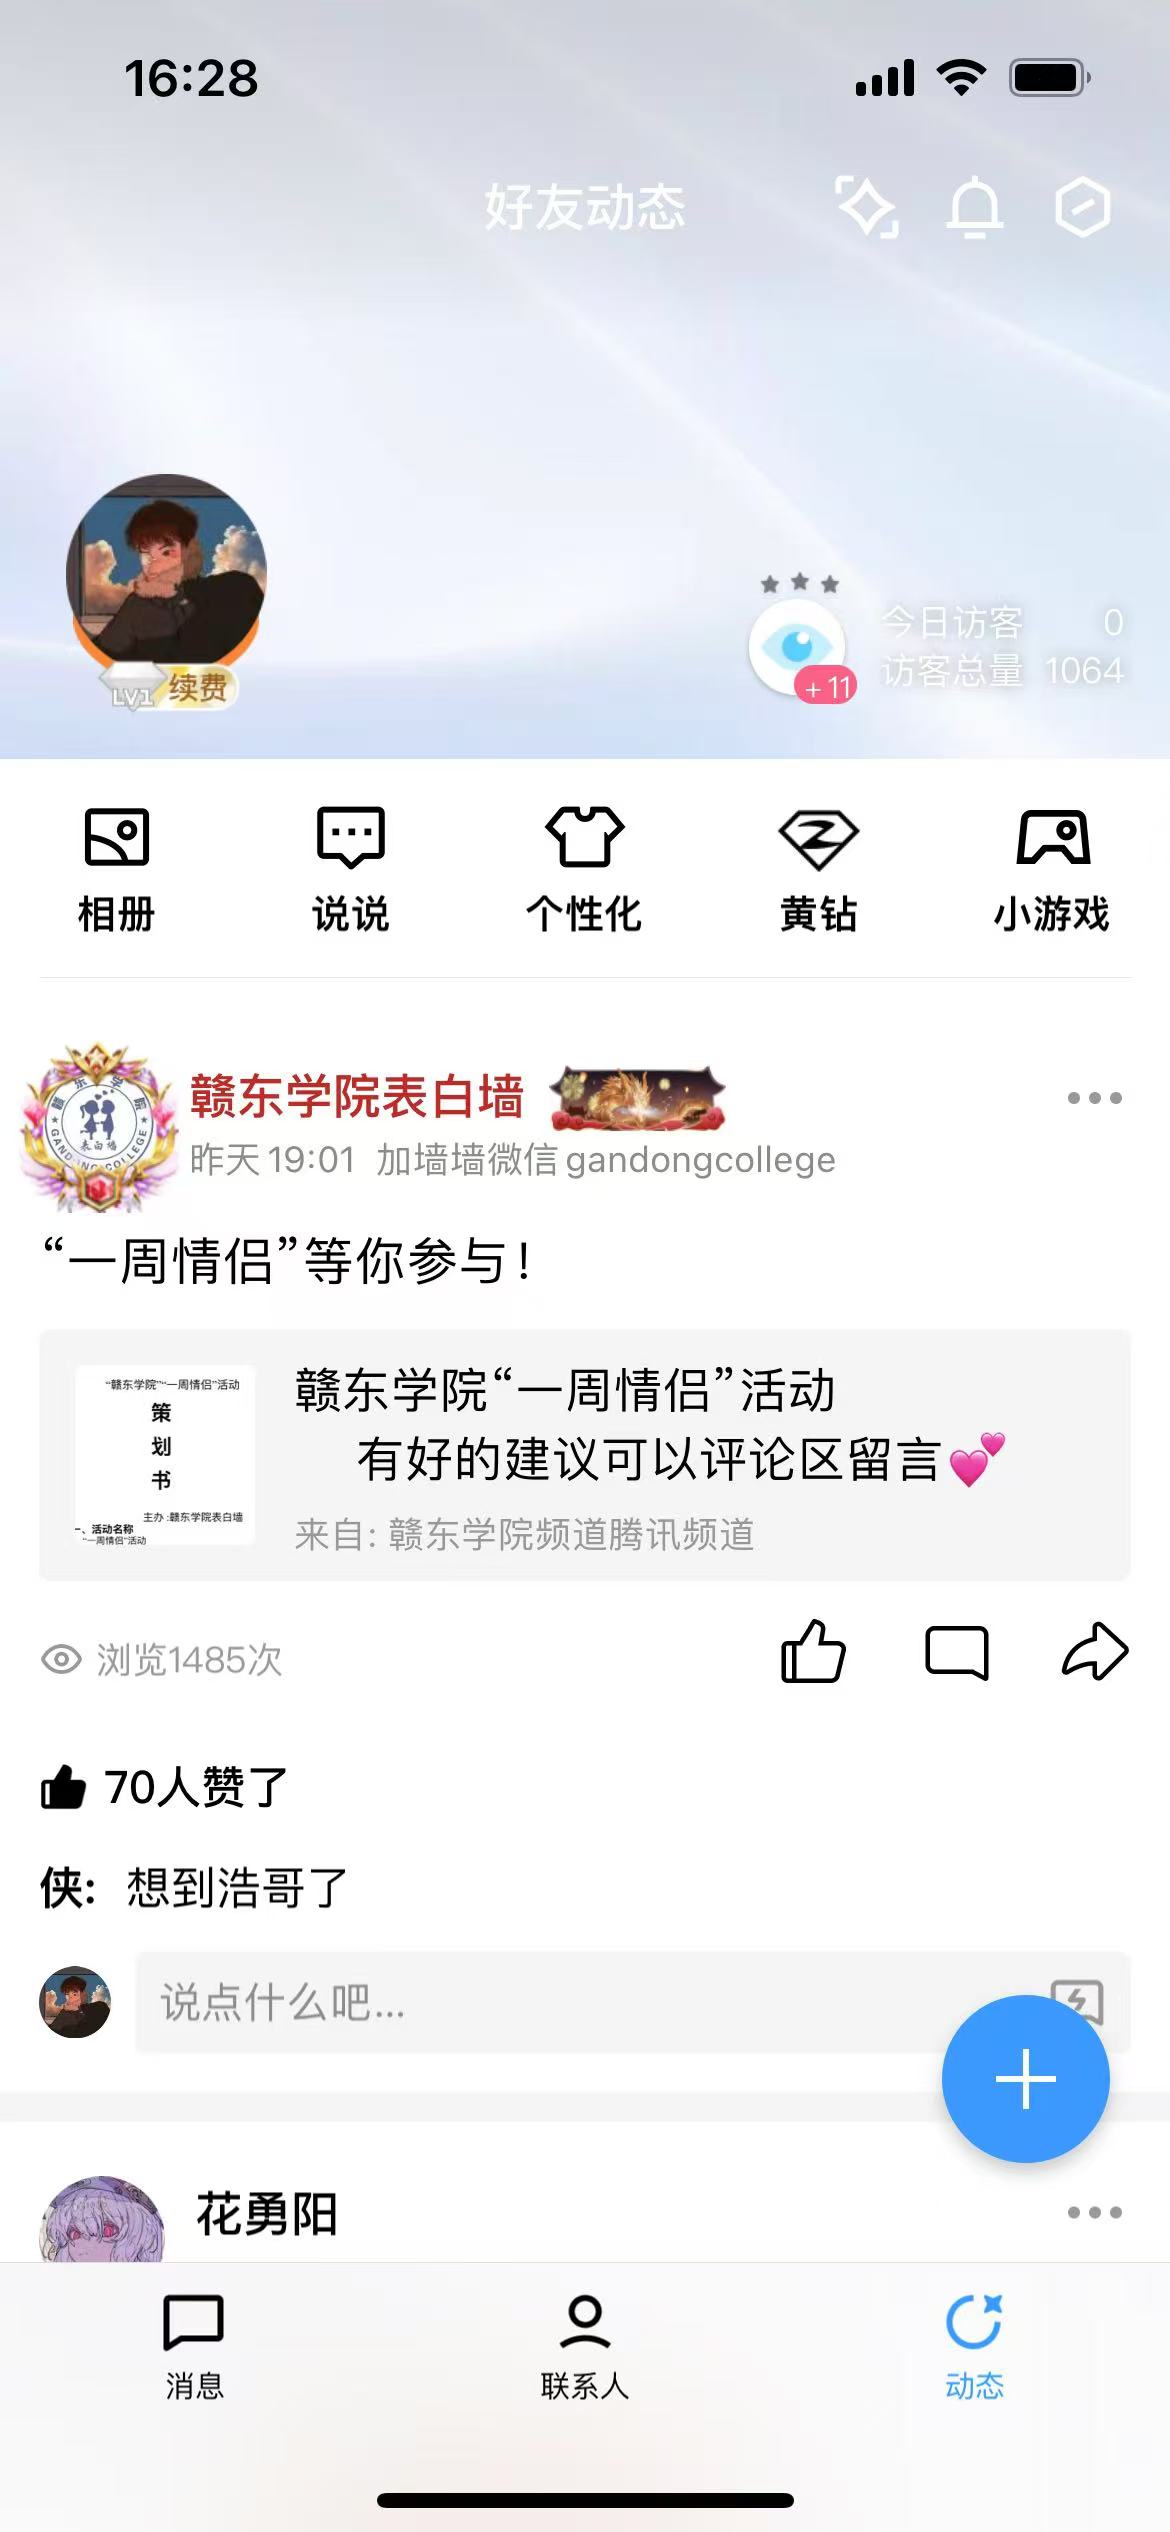 16:28
好友动态
LV1 续费
+11
今日访客 0
访客总量 1064
相册 说说 个性化 黄钻 小游戏
赣东学院表白墙
昨天 19:01 加墙墙微信 gandongcollege
“一周情侣”等你参与！
“赣东学院”“一周情侣”活动
策
划
书
主办:赣东学院表白墙
一、活动名称
“一周情侣”活动
赣东学院“一周情侣”活动
有好的建议可以评论区留言💕
来自: 赣东学院频道腾讯频道
浏览1485次
70人赞了
侠: 想到浩哥了
说点什么吧...
花勇阳
消息 联系人 动态